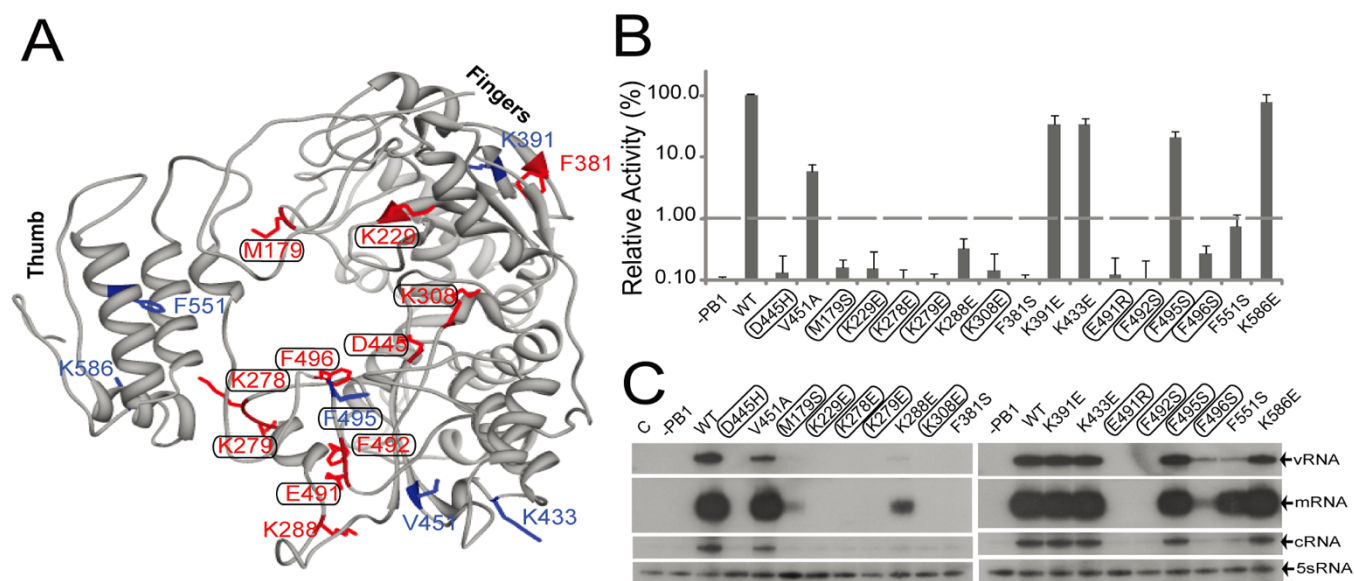 A
Fingers
K391
F381
Thumb
M179
K229
F551
K308
K586
D445
F496
K278
F495
K279
F492
E491
K288
V451
K433
B
Relative Activity (%)
100.0
10.0
1.00
0.10
-PB1
WT
D445H
V451A
M179S
K229E
K278E
K279E
K288E
K308E
F381S
K391E
K433E
E491R
F492S
F495S
F496S
F551S
K586E
C
C
-PB1
WT
D445H
V451A
M179S
K229E
K278E
K279E
K288E
K308E
F381S
-PB1
WT
K391E
K433E
E491R
F492S
F495S
F496S
F551S
K586E
vRNA
mRNA
cRNA
5sRNA